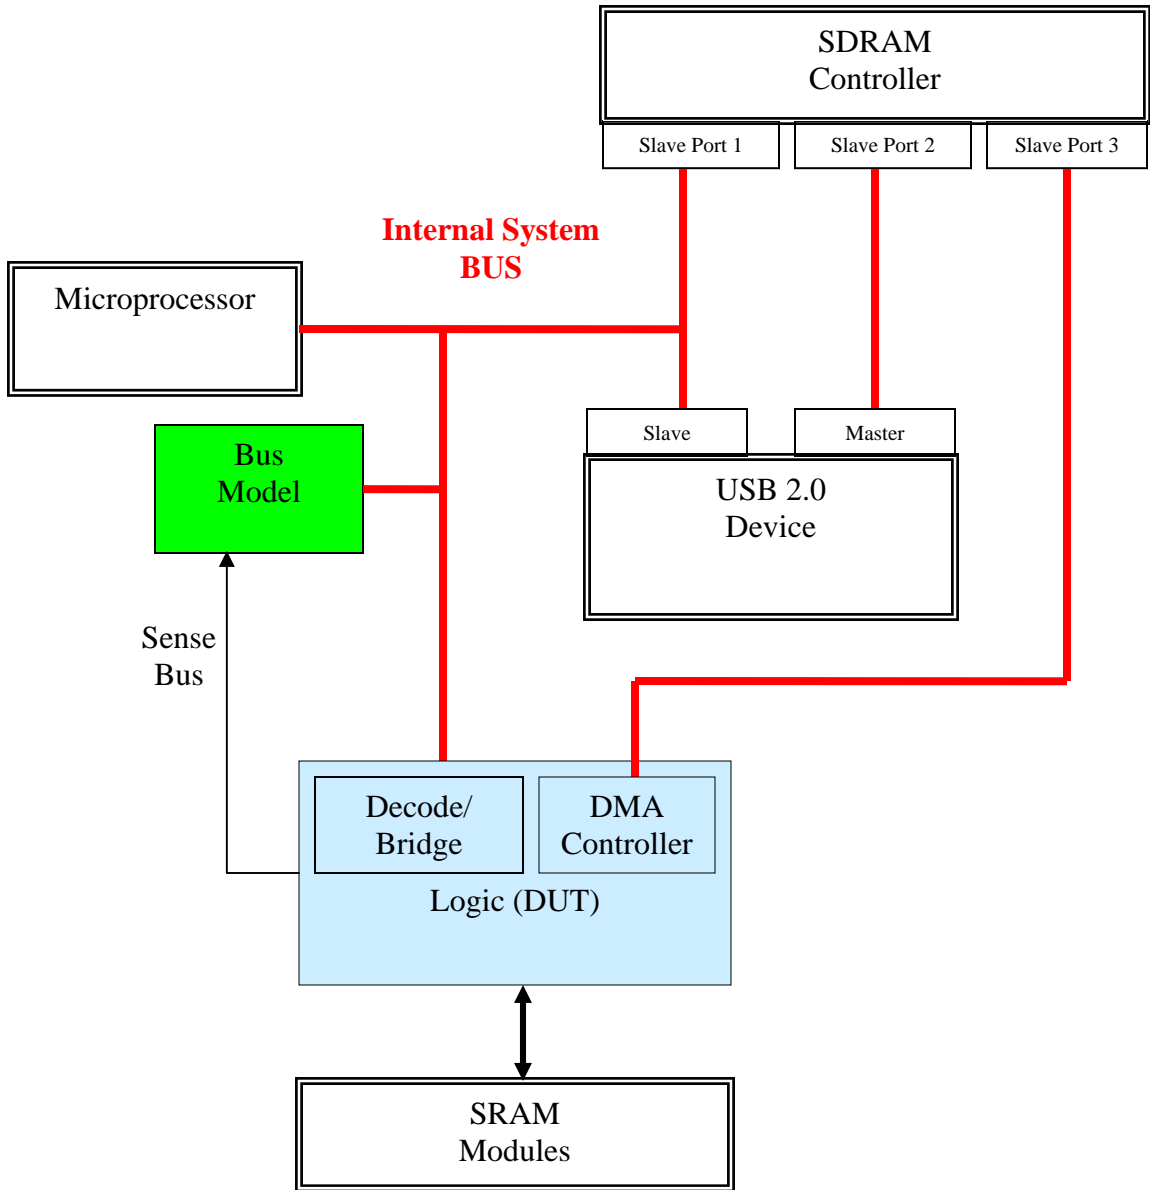 SDRAM
Controller
Slave Port 1
Slave Port 2
Slave Port 3
Internal System
BUS
Microprocessor
Bus
Model
Slave
Master
USB 2.0
Device
Sense
Bus
Decode/
Bridge
DMA
Controller
Logic (DUT)
SRAM
Modules